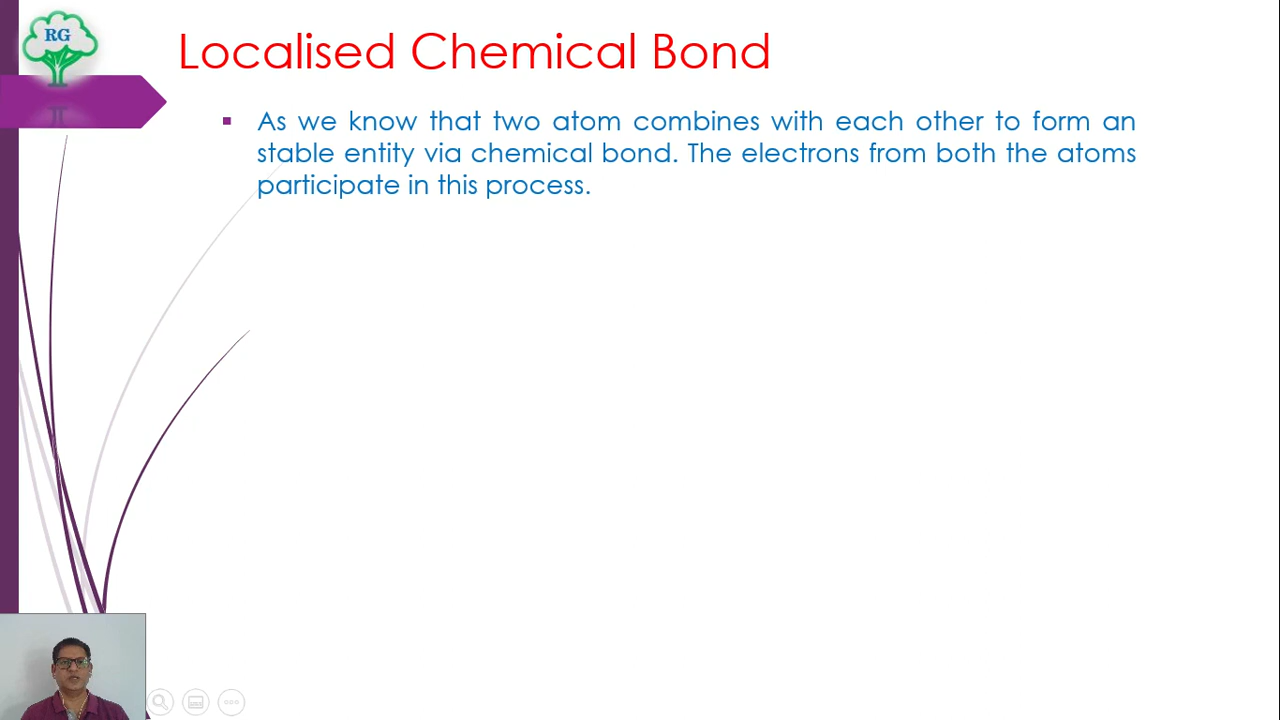 RG
Localised Chemical Bond
As we know that two atom combines with each other to form an
stable entity via chemical bond. The electrons from both the atoms
participate in this process.